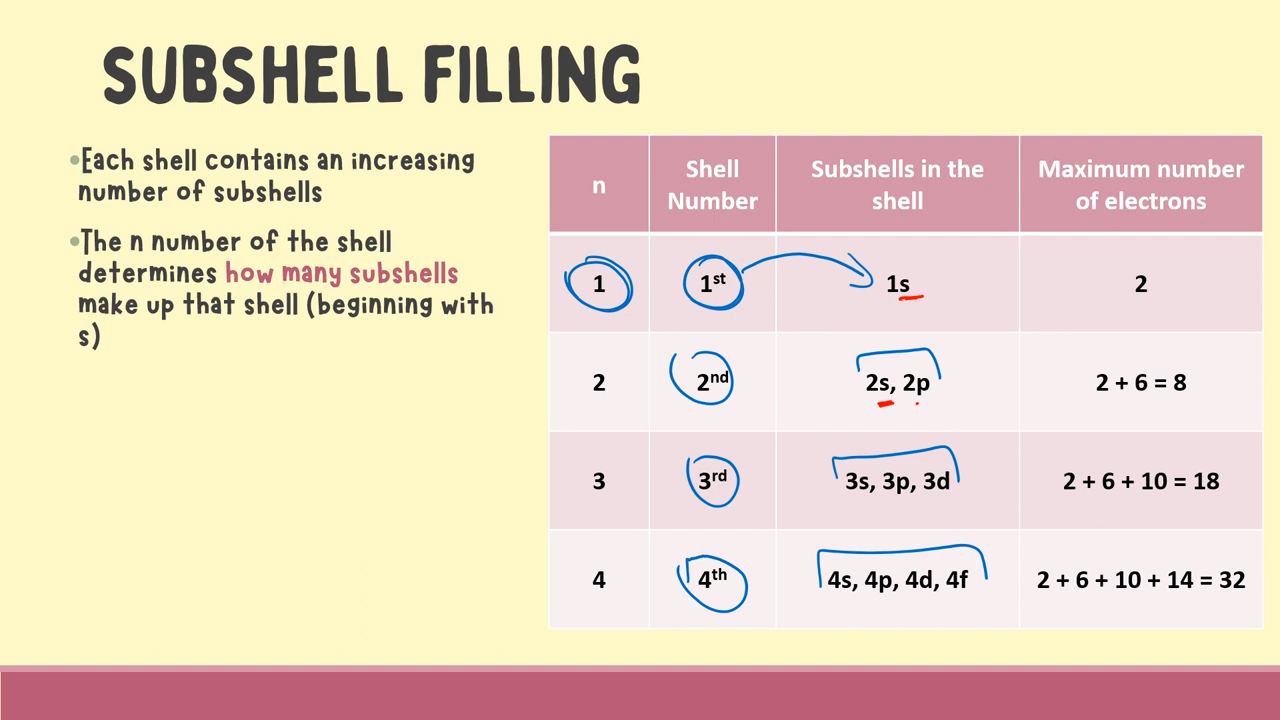 SUBSHELL FILLING
•Each shell contains an increasing
number of subshells
•The n number of the shell
determines how many subshells
make up that shell (beginning with
s)
n
Shell
Number
Subshells in the
shell
Maximum number
of electrons
1
1st
1s
2
2
2nd
2s, 2p
2 + 6 = 8
3
3rd
3s, 3p, 3d
2 + 6 + 10 = 18
4
4th
4s, 4p, 4d, 4f
2 + 6 + 10 + 14 = 32